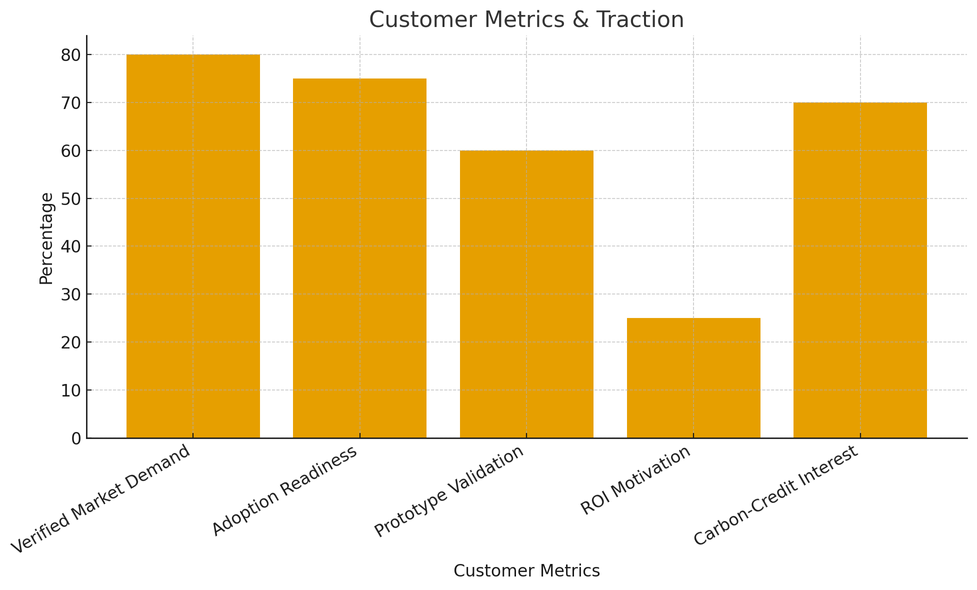 Customer Metrics & Traction
Percentage
80
70
60
50
40
30
20
10
0
Verified Market Demand
Adoption Readiness
Prototype Validation
ROI Motivation
Carbon-Credit Interest
Customer Metrics